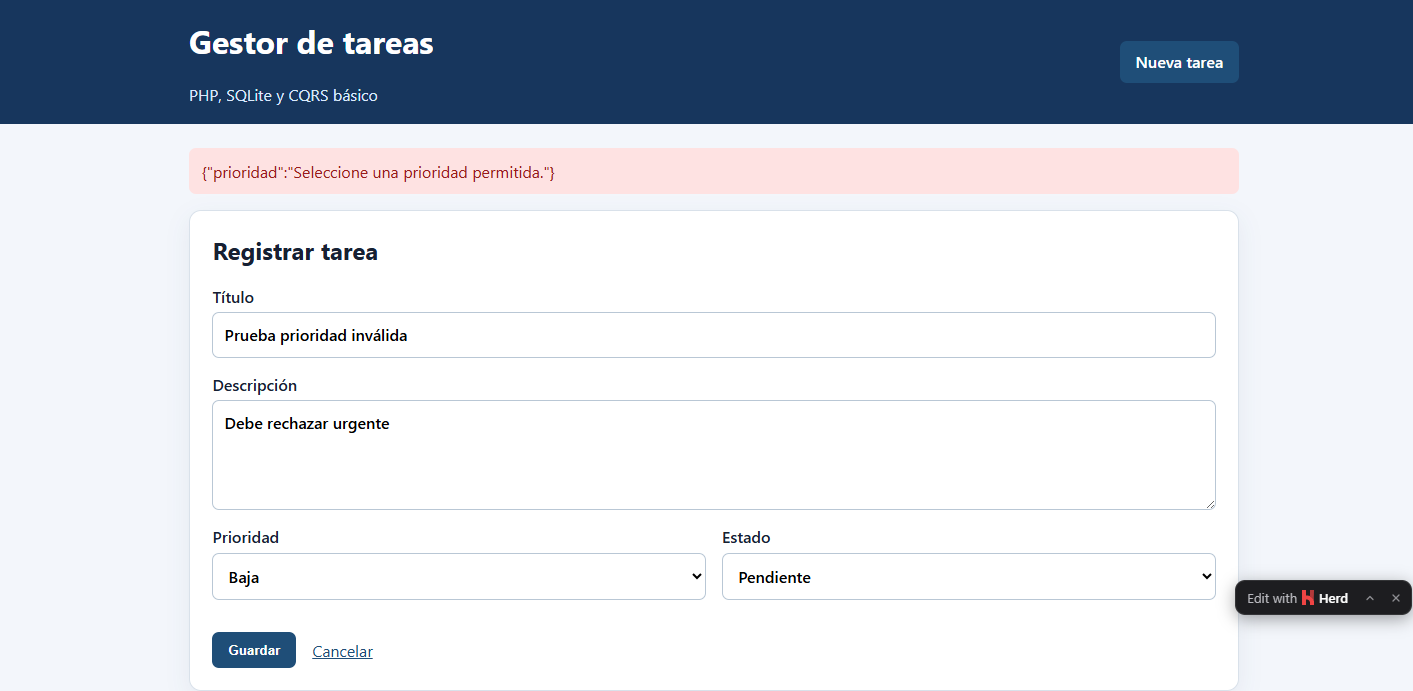 Gestor de tareas
Nueva tarea
PHP, SQLite y CQRS básico
{"prioridad":"Seleccione una prioridad permitida."}
Registrar tarea
Título
Prueba prioridad inválida
Descripción
Debe rechazar urgente
Prioridad
Estado
Baja
Pendiente
Edit with Herd
Guardar
Cancelar